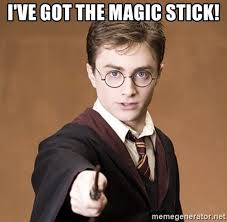 I'VE GOT THE MAGIC STICK!
memegenerator.net